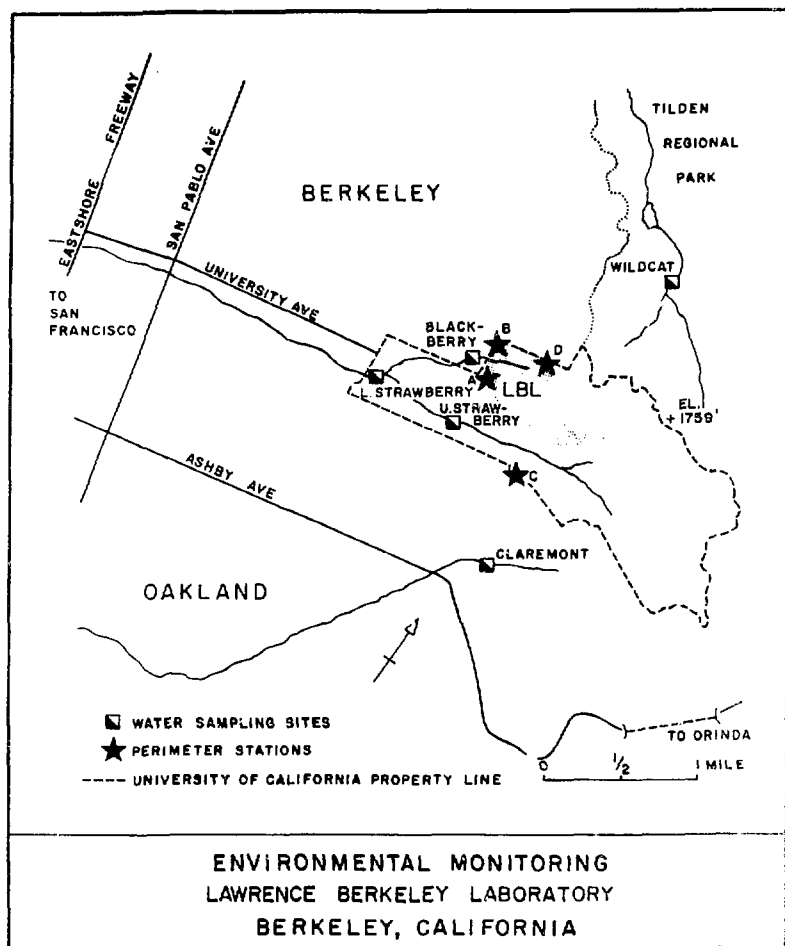 EASTSHORE FREEWAY
SAN PABLO AVE
TILDEN
REGIONAL
PARK
BERKELEY
UNIVERSITY AVE
WILDCAT
TO
SAN
FRANCISCO
BLACK-
BERRY
B
D
A
L. STRAWBERRY
LBL
U. STRAW-
BERRY
EL.
+1759'
C
ASHBY AVE
CLAREMONT
OAKLAND
WATER SAMPLING SITES
PERIMETER STATIONS
UNIVERSITY OF CALIFORNIA PROPERTY LINE
TO ORINDA
0 1/2 1 MILE
ENVIRONMENTAL MONITORING
LAWRENCE BERKELEY LABORATORY
BERKELEY, CALIFORNIA